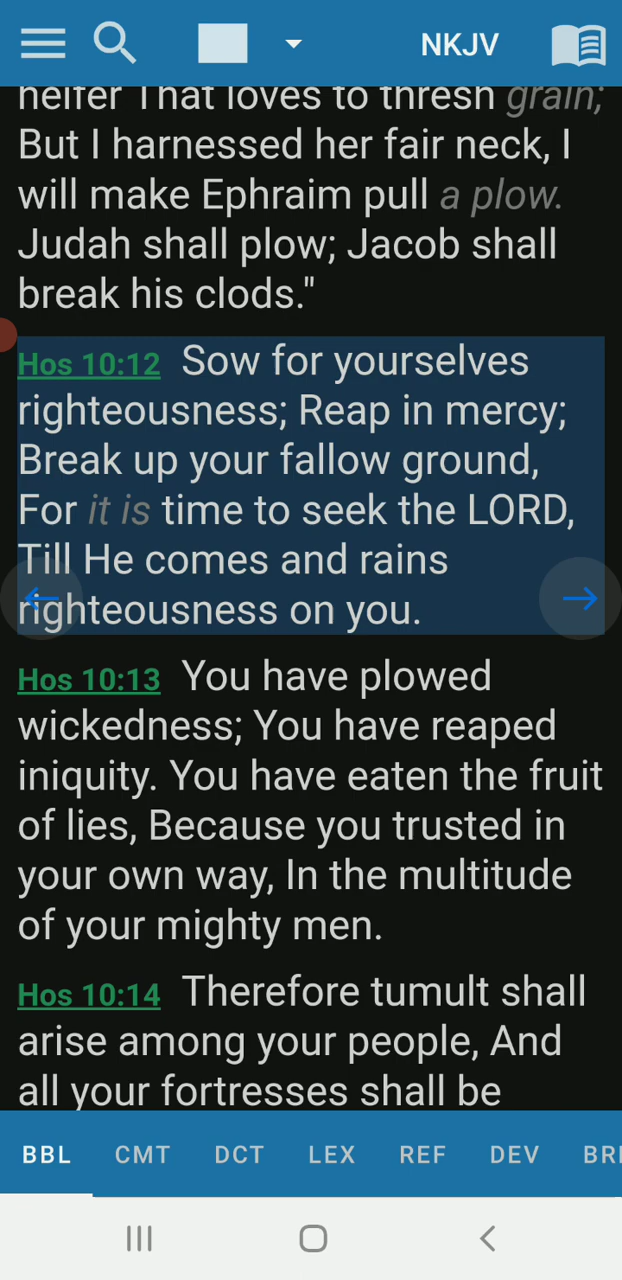 NKJV
heifer That loves to thresh grain;
But I harnessed her fair neck, I
will make Ephraim pull a plow.
Judah shall plow; Jacob shall
break his clods."
Hos 10:12 Sow for yourselves
righteousness; Reap in mercy;
Break up your fallow ground,
For it is time to seek the LORD,
Till He comes and rains
righteousness on you.
Hos 10:13 You have plowed
wickedness; You have reaped
iniquity. You have eaten the fruit
of lies, Because you trusted in
your own way, In the multitude
of your mighty men.
Hos 10:14 Therefore tumult shall
arise among your people, And
all your fortresses shall be
BBL CMT DCT LEX REF DEV BRI